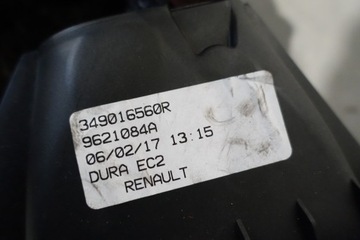 349016560R
9621084A
06/02/17 13:15
DURA EC2
RENAULT